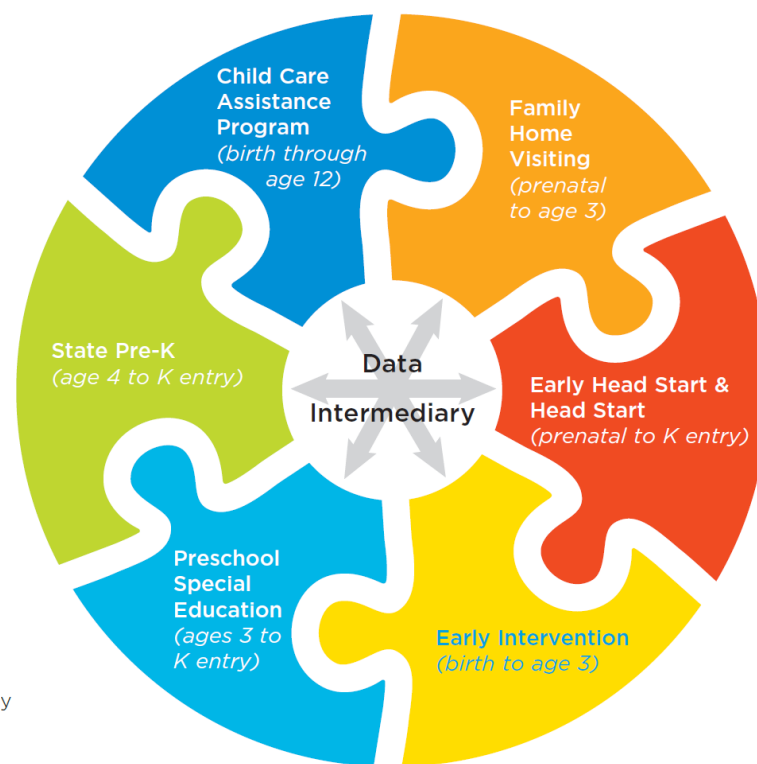 Child Care
Assistance
Program
(birth through
age 12)
Family
Home
Visiting
(prenatal
to age 3)
Early Head Start &
Head Start
(prenatal to K entry)
Early Intervention
(birth to age 3)
Preschool
Special
Education
(ages 3 to
K entry)
State Pre-K
(age 4 to K entry)
Data
Intermediary
y